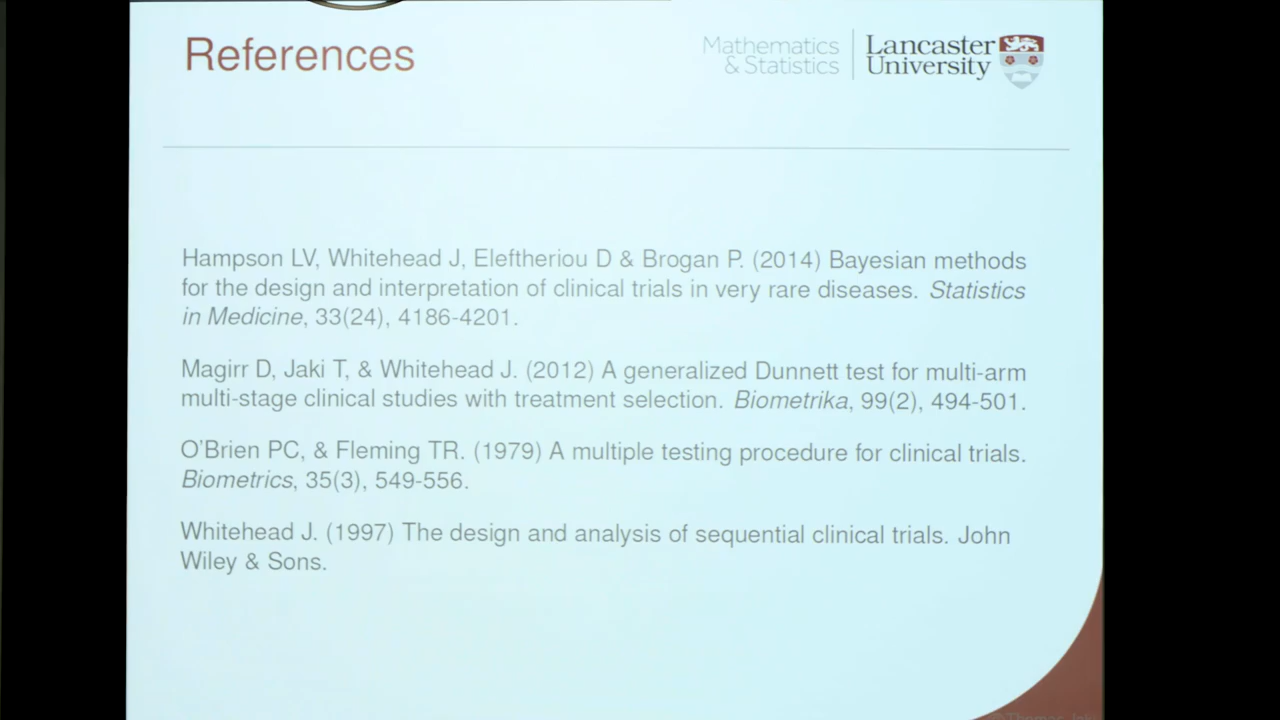 References
Mathematics
& Statistics
Lancaster
University
Hampson LV, Whitehead J, Eleftheriou D & Brogan P. (2014) Bayesian methods
for the design and interpretation of clinical trials in very rare diseases. Statistics
in Medicine, 33(24), 4186-4201.
Magirr D, Jaki T, & Whitehead J. (2012) A generalized Dunnett test for multi-arm
multi-stage clinical studies with treatment selection. Biometrika, 99(2), 494-501.
O'Brien PC, & Fleming TR. (1979) A multiple testing procedure for clinical trials.
Biometrics, 35(3), 549-556.
Whitehead J. (1997) The design and analysis of sequential clinical trials. John
Wiley & Sons.